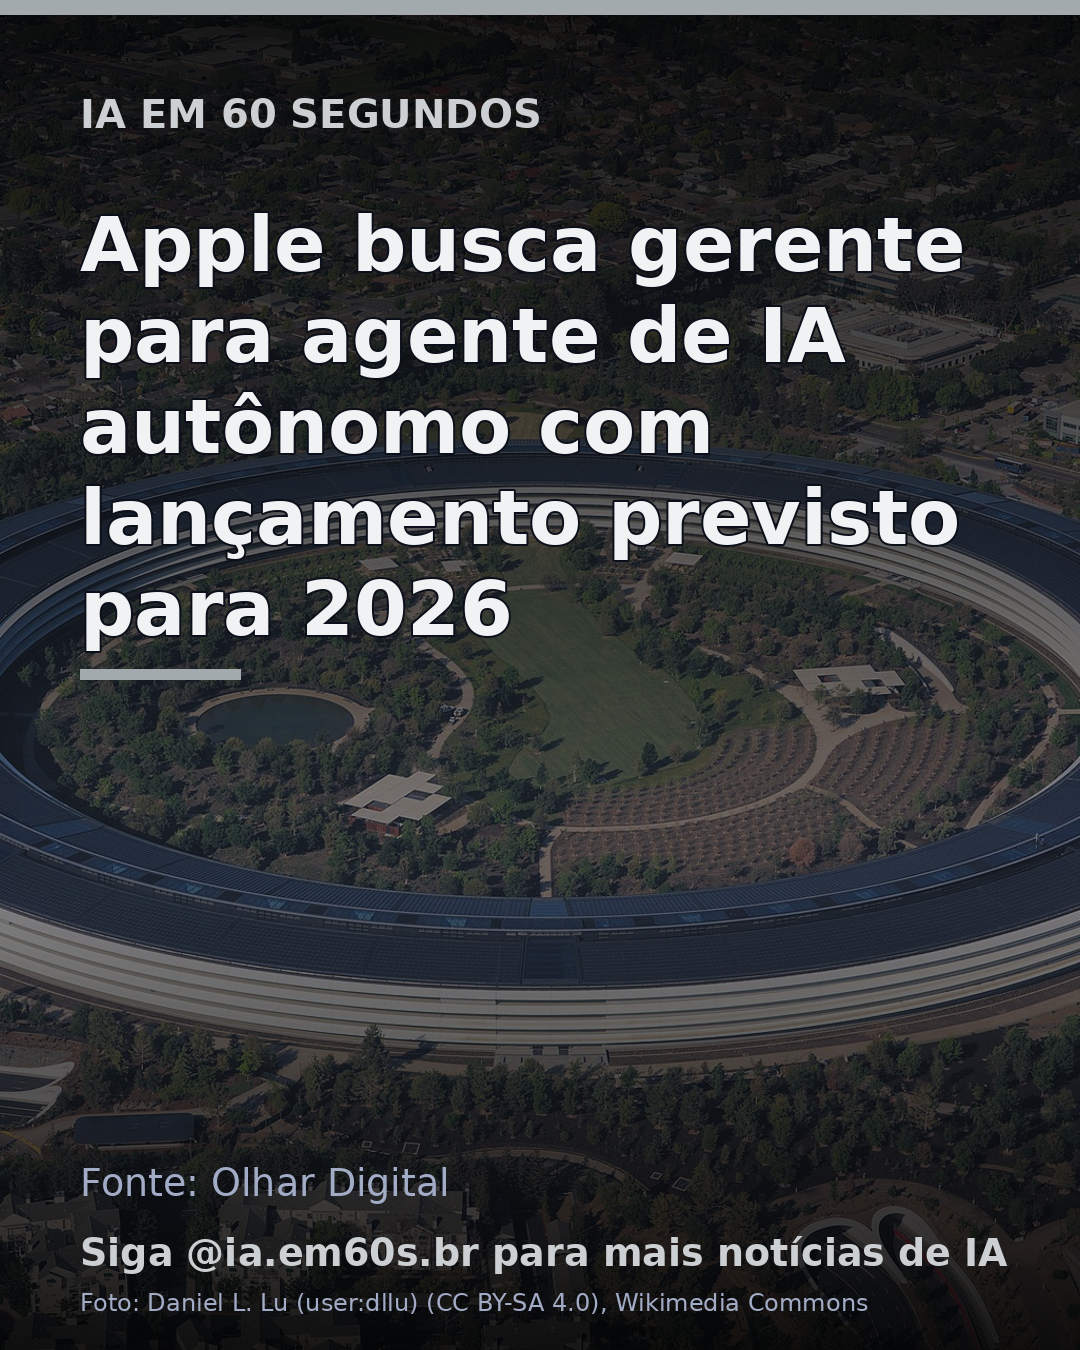 IA EM 60 SEGUNDOS
Apple busca gerente
para agente de IA
autônomo com
lançamento previsto
para 2026
Fonte: Olhar Digital
Siga @ia.em60s.br para mais notícias de IA
Foto: Daniel L. Lu (user:dllu) (CC BY-SA 4.0), Wikimedia Commons